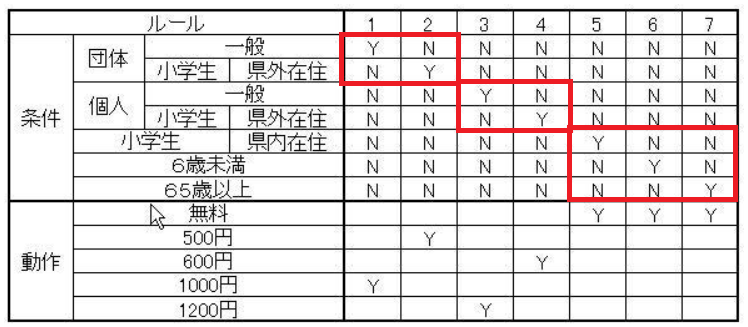 ルール 1 2 3 4 5 6 7
条件 団体 一般 Y N N N N N N
小学生 県外在住 N Y N N N N N
個人 一般 N N Y N N N N
小学生 県外在住 N N N Y N N N
小学生 県内在住 N N N N Y N N
6歳未満 N N N N N Y N
65歳以上 N N N N N N Y
動作 無料 Y Y Y
500円 Y
600円 Y
1000円 Y
1200円 Y